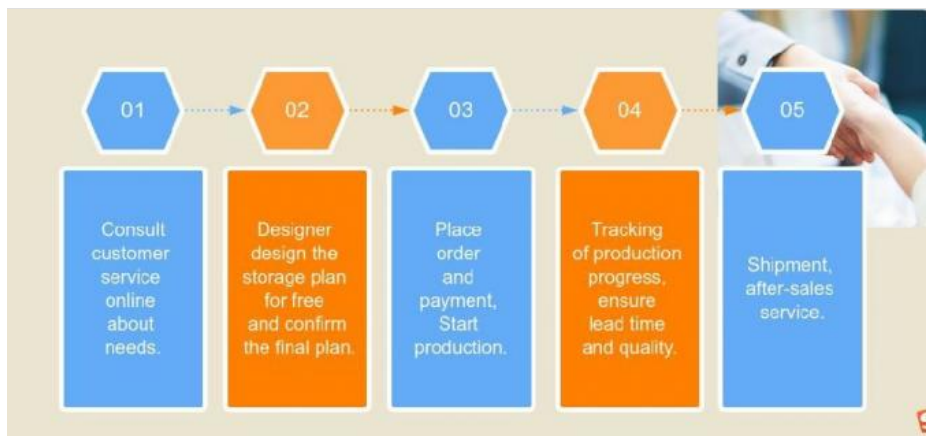 01
02
03
04
05
Consult
customer
service
online
about
needs.
Designer
design the
storage plan
for free
and confirm
the final plan.
Place
order
and
payment,
Start
production.
Tracking
of production
progress,
ensure
lead time
and quality.
Shipment,
after-sales
service.